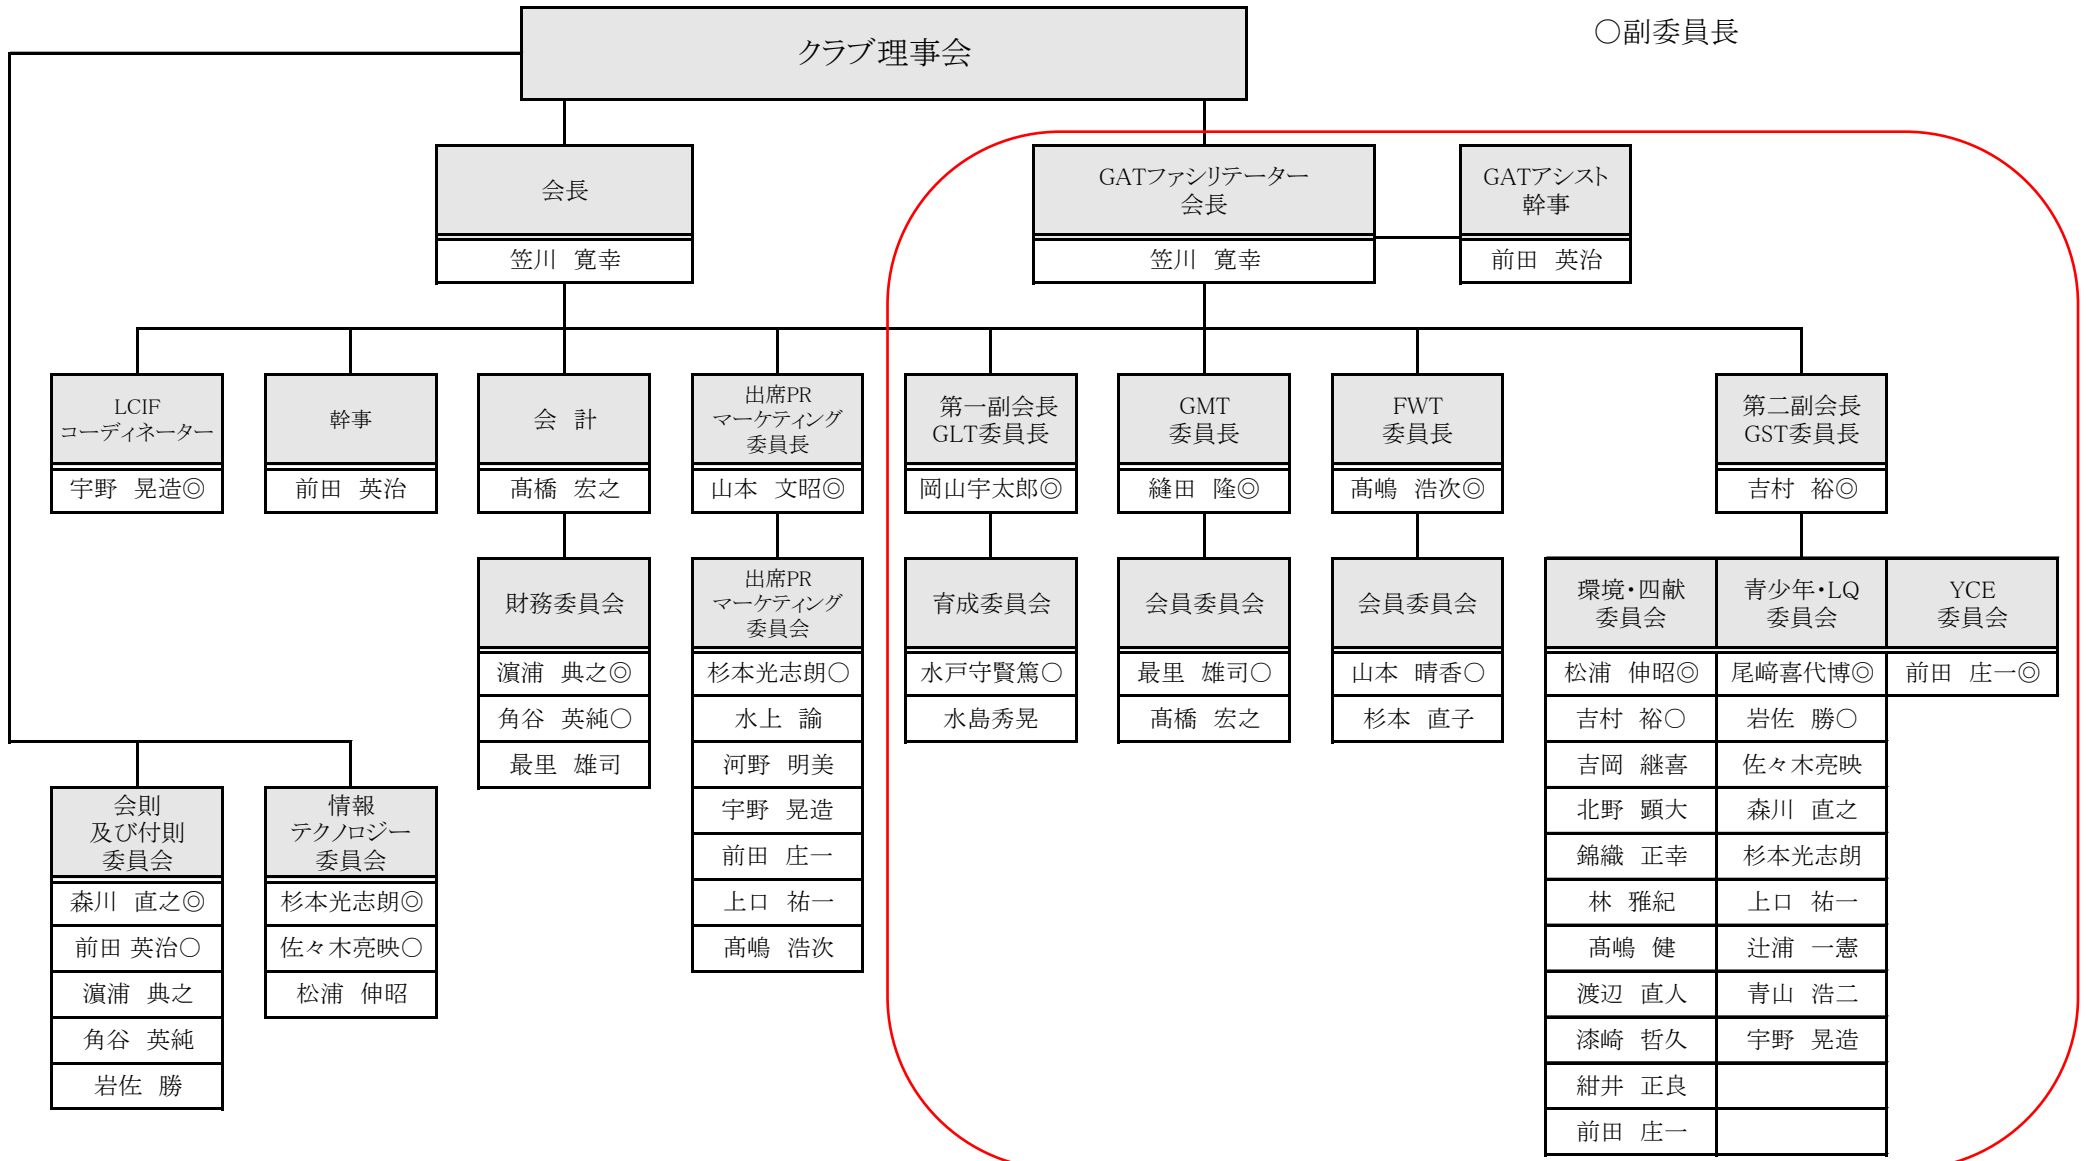 クラブ理事会
○副委員長
会長
笠川 寛幸
GATファシリテーター
会長
笠川 寛幸
GATアシスト
幹事
前田 英治
LCIF
コーディネーター
宇野 晃造◎
幹事
前田 英治
会 計
髙橋 宏之
出席PR
マーケティング
委員長
山本 文昭◎
第一副会長
GLT委員長
岡山宇太郎◎
GMT
委員長
縫田 隆◎
FWT
委員長
髙嶋 浩次◎
第二副会長
GST委員長
吉村 裕◎
財務委員会
濵浦 典之◎
角谷 英純○
最里 雄司
出席PR
マーケティング
委員会
杉本光志朗○
水上 諭
河野 明美
宇野 晃造
前田 庄一
上口 祐一
髙嶋 浩次
育成委員会
水戸守賢篤○
水島秀晃
会員委員会
最里 雄司○
髙橋 宏之
会員委員会
山本 晴香○
杉本 直子
環境・四献
委員会
松浦 伸昭◎
吉村 裕○
吉岡 継喜
北野 顕大
錦織 正幸
林 雅紀
髙嶋 健
渡辺 直人
漆崎 哲久
紺井 正良
前田 庄一
青少年・LQ
委員会
尾﨑喜代博◎
岩佐 勝○
佐々木亮映
森川 直之
杉本光志朗
上口 祐一
辻浦 一憲
青山 浩二
宇野 晃造
YCE
委員会
前田 庄一◎
会則
及び付則
委員会
森川 直之◎
前田 英治○
濵浦 典之
角谷 英純
岩佐 勝
情報
テクノロジー
委員会
杉本光志朗◎
佐々木亮映○
松浦 伸昭